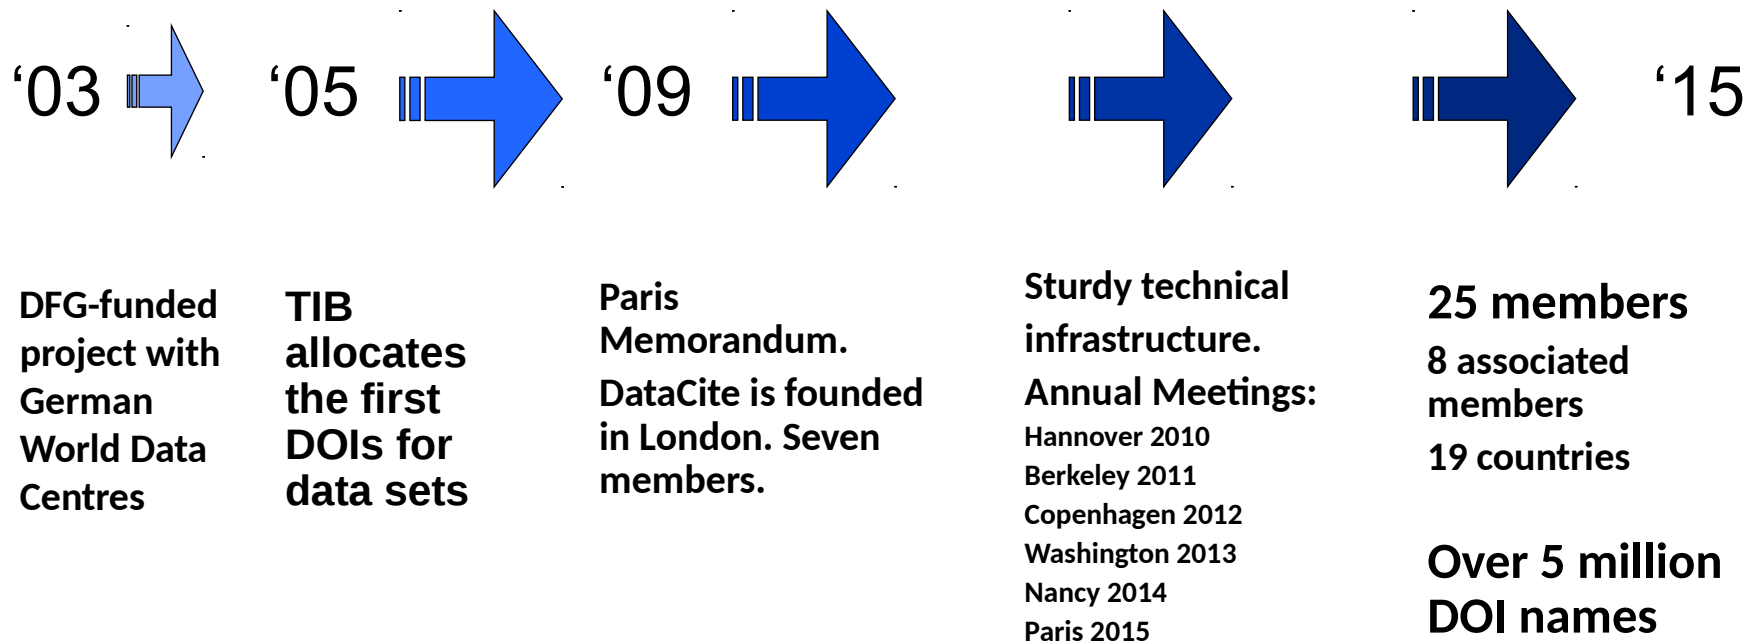 ‘03
‘05
‘09
‘15
DFG-funded
project with
German
World Data
Centres
TIB
allocates
the first
DOIs for
data sets
Paris
Memorandum.
DataCite is founded
in London. Seven
members.
Sturdy technical
infrastructure.
Annual Meetings:
Hannover 2010
Berkeley 2011
Copenhagen 2012
Washington 2013
Nancy 2014
Paris 2015
25 members
8 associated
members
19 countries
Over 5 million
DOI names